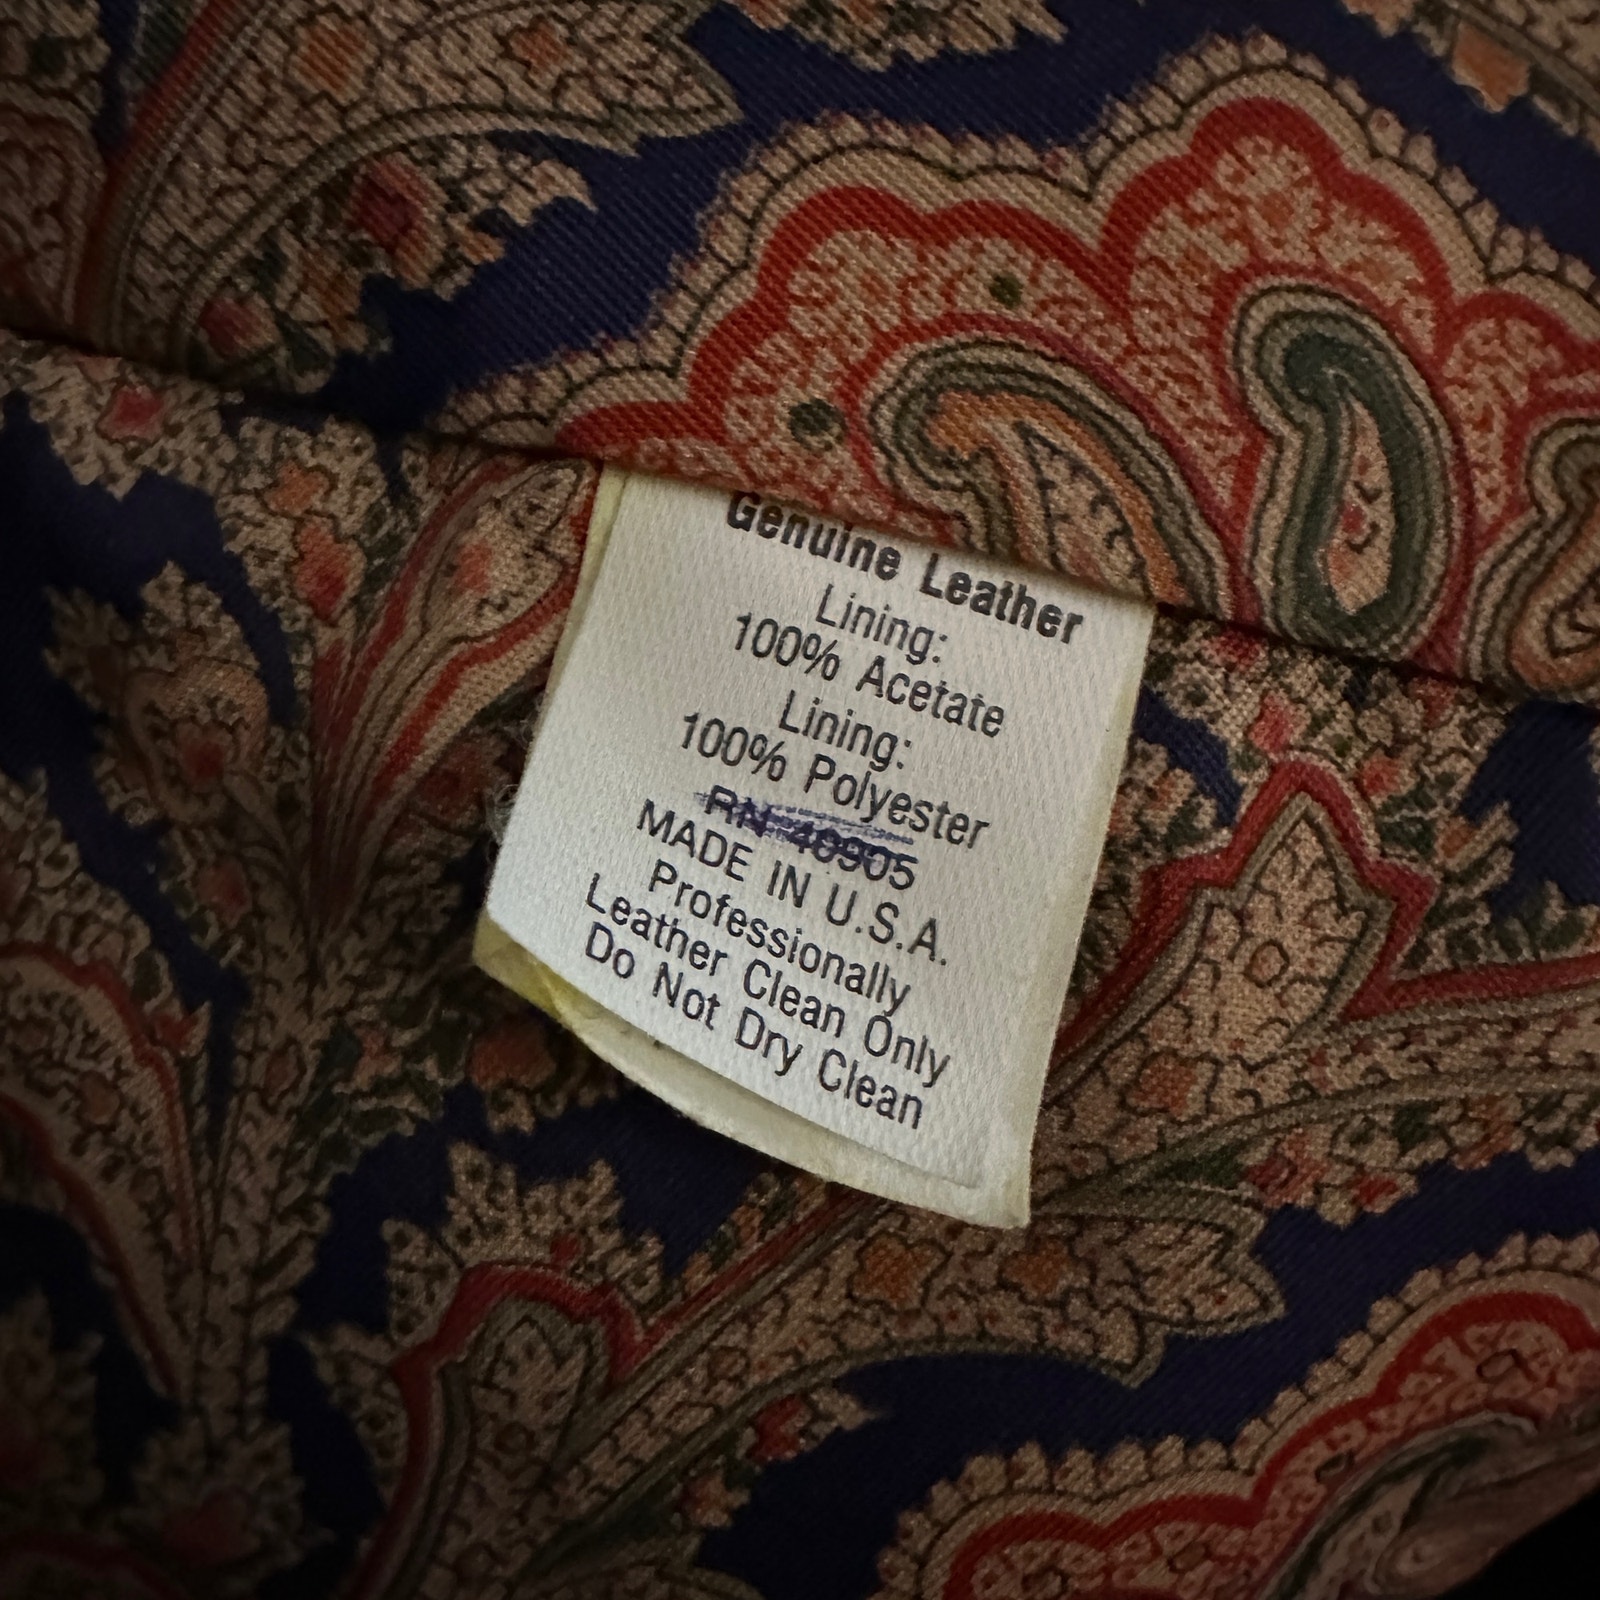 Genuine Leather
Lining:
100% Acetate
Lining:
100% Polyester
RN 40905
MADE IN U.S.A.
Professionally
Leather Clean Only
Do Not Dry Clean